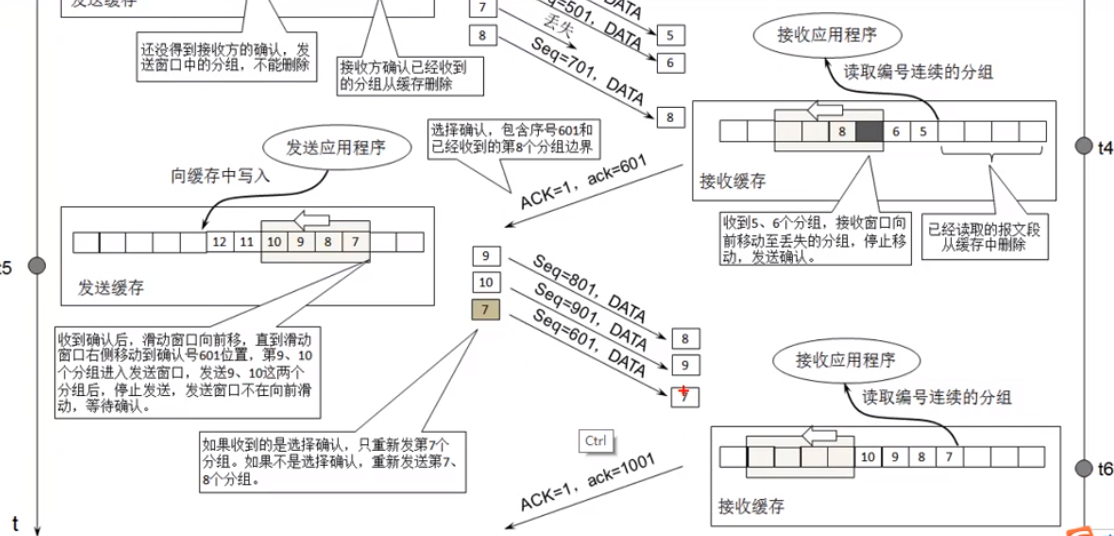 发送缓存
7
8
DATA
Seq=501, DATA
丢失
Seq=701, DATA
5
6
8
还没得到接收方的确认，发
送窗口中的分组，不能删除
接收方确认已经收到
的分组从缓存删除
接收应用程序
读取编号连续的分组
8 6 5
接收缓存
t4
收到5、6个分组，接收窗口向
前移动至丢失的分组，停止移
动，发送确认。
已经读取的报文段
从缓存中删除
选择确认，包含序号601和
已经收到的第8个分组边界
ACK=1，ack=601
发送应用程序
向缓存中写入
12 11 10 9 8 7
发送缓存
t5
9
10
7
Seq=801，DATA
Seq=901，DATA
Seq=601，DATA
8
9
7
收到确认后，滑动窗口向前移，直到滑动
窗口右侧移动到确认号601位置，第9、10
个分组进入发送窗口，发送9、10这两个
分组后，停止发送，发送窗口不在向前滑
动，等待确认。
如果收到的是选择确认，只重新发第7个
分组。如果不是选择确认，重新发送第7、
8个分组。
Ctrl
接收应用程序
读取编号连续的分组
10 9 8 7
接收缓存
t6
ACK=1，ack=1001
t